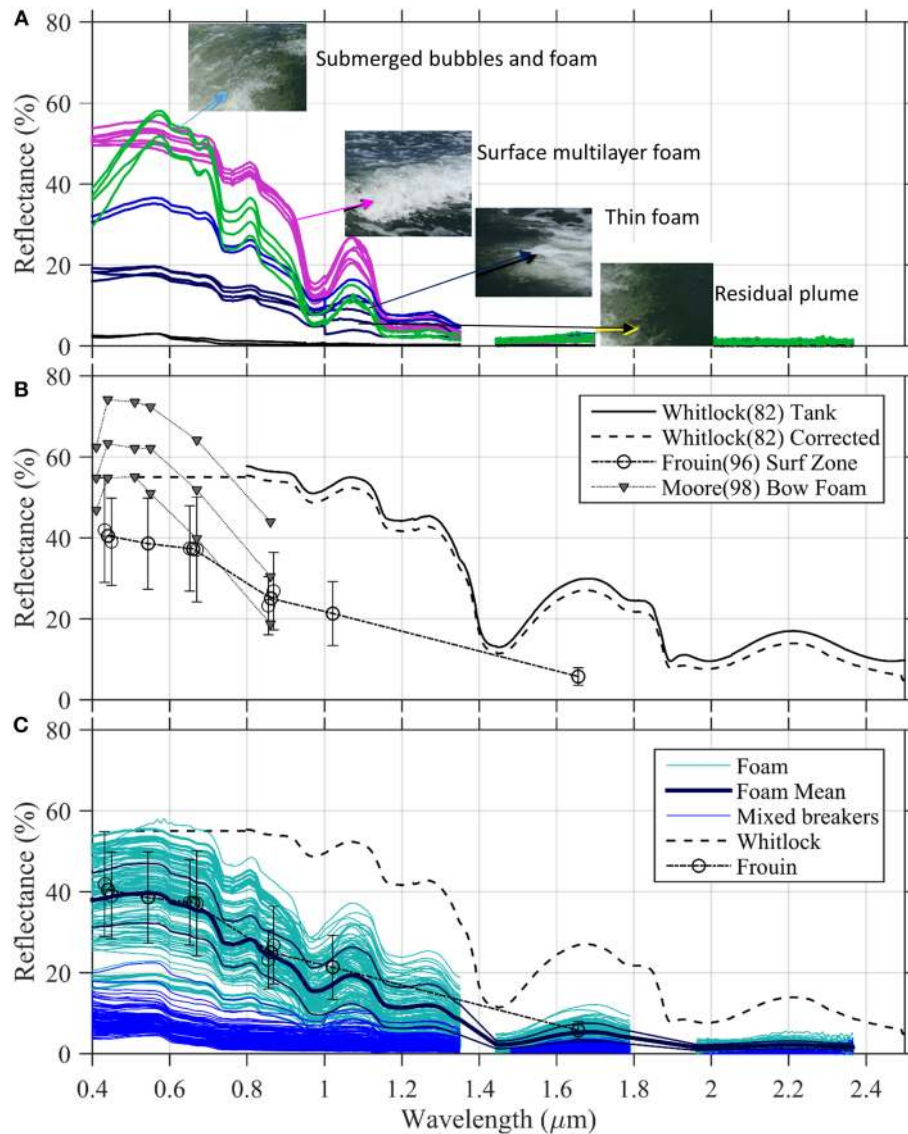 A
80
60
40
20
0
Reflectance (%)
Submerged bubbles and foam
Surface multilayer foam
Thin foam
Residual plume
B
80
60
40
20
0
Reflectance (%)
Whitlock(82) Tank
Whitlock(82) Corrected
Frouin(96) Surf Zone
Moore(98) Bow Foam
C
80
60
40
20
0
Reflectance (%)
Foam
Foam Mean
Mixed breakers
Whitlock
Frouin
0.4 0.6 0.8 1 1.2 1.4 1.6 1.8 2 2.2 2.4
Wavelength (μm)